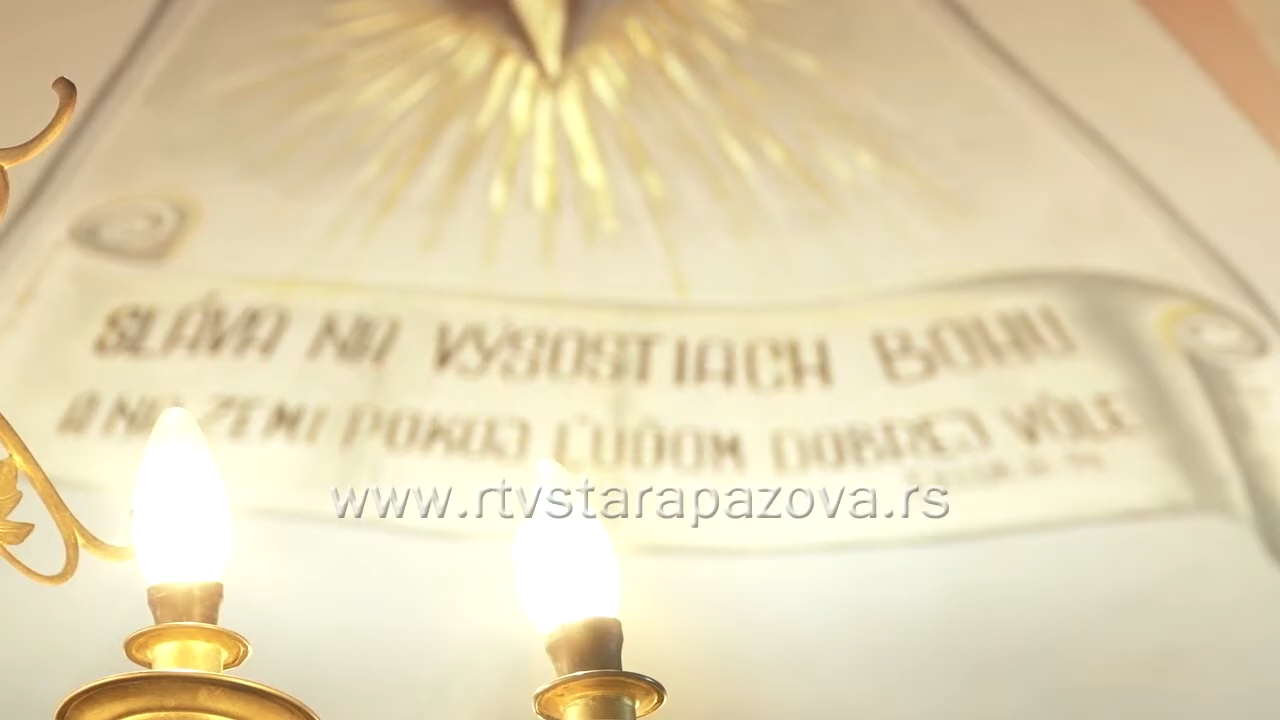 SLÁVA NA VÝSOSTIACH BOHU
A NA ZEMI POKOJ ĽUĎOM DOBREJ VÔLE
www.rtvstarapazova.rs